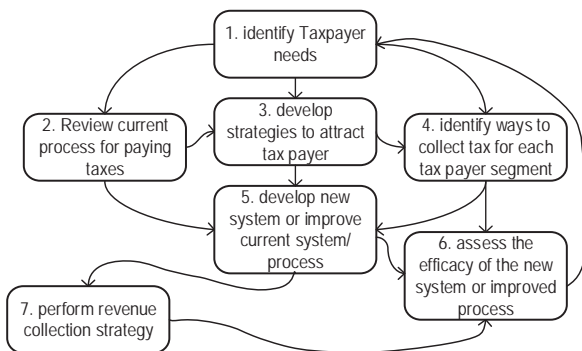 1. identify Taxpayer
needs
2. Review current
process for paying
taxes
3. develop
strategies to attract
tax payer
4. identify ways to
collect tax for each
tax payer segment
5. develop new
system or improve
current system/
process
6. assess the
efficacy of the new
system or improved
process
7. perform revenue
collection strategy